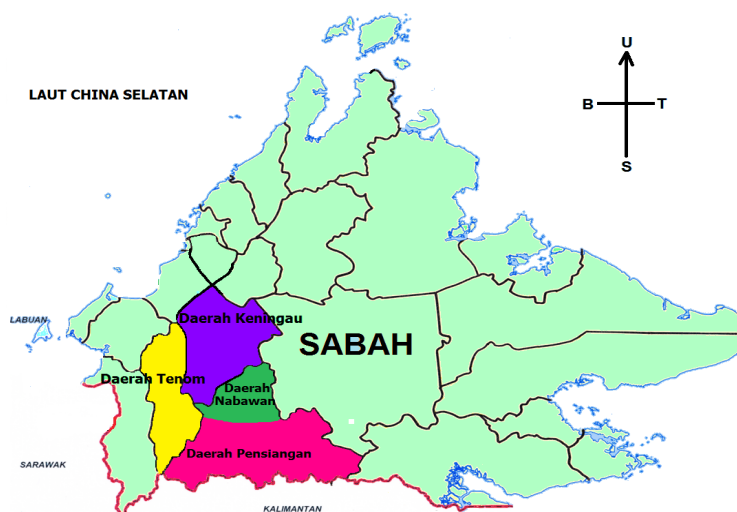 U
LAUT CHINA SELATAN
B
T
S
LABUAN
Daerah Keningau
SABAH
Daerah Tenom
Daerah
Nabawan
Daerah Pensiangan
SARAWAK
KALIMANTAN